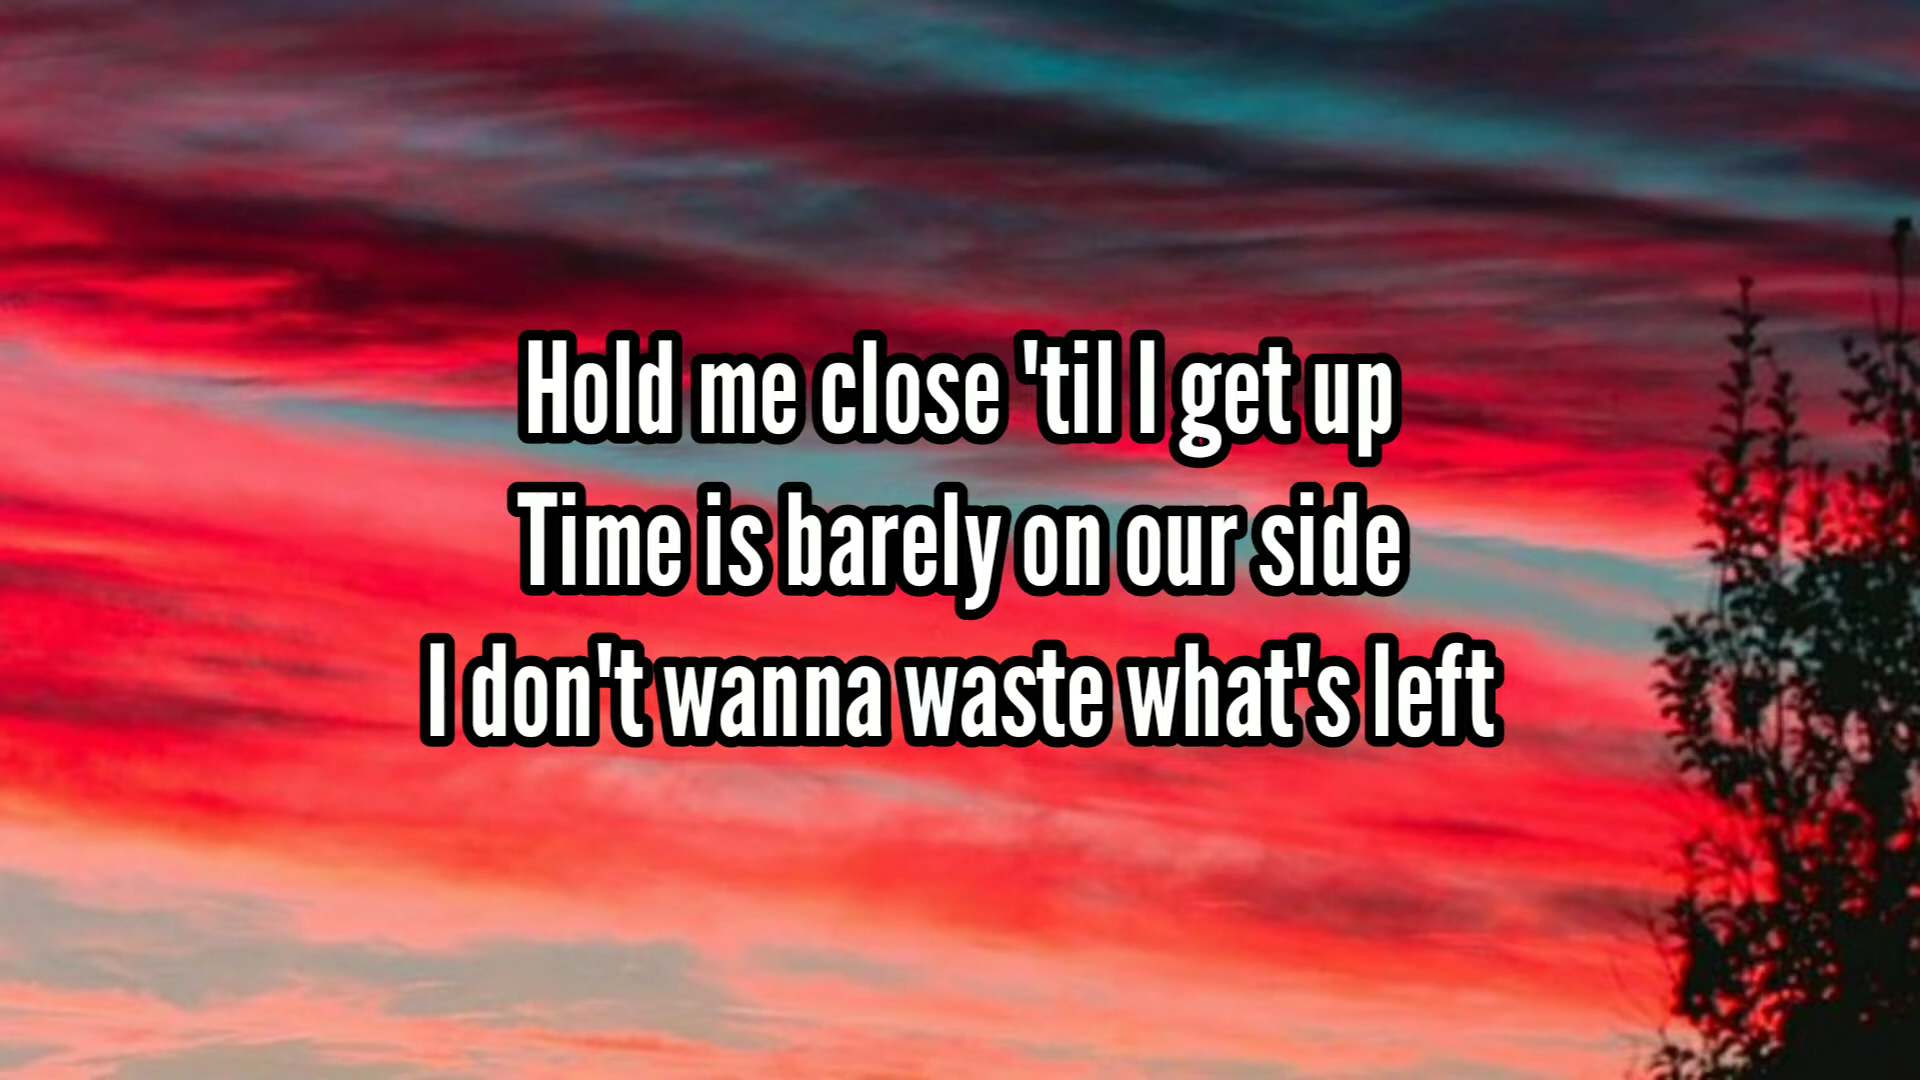 Hold me close 'til I get up
Time is barely on our side
I don't wanna waste what's left